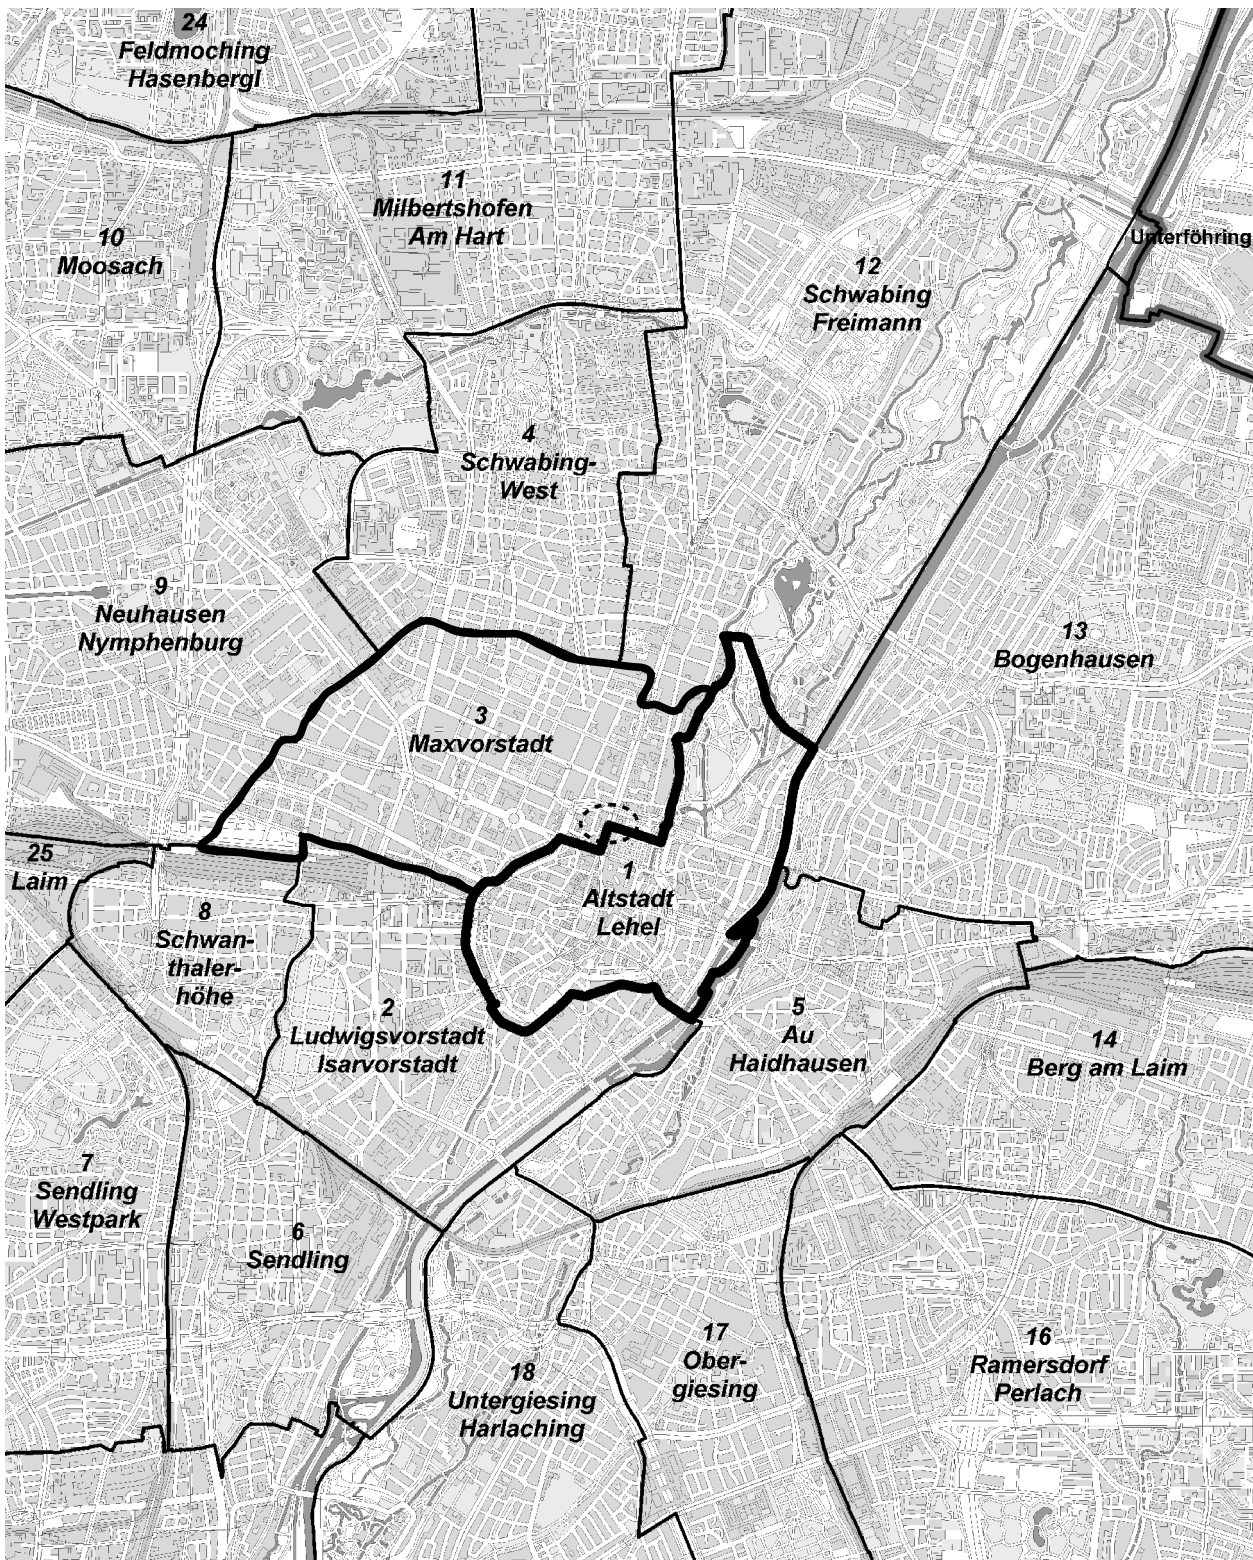 24
Feldmoching
Hasenbergl
11
Milbertshofen
Am Hart
10
Moosach
Unterföhring
12
Schwabing
Freimann
4
Schwabing-
West
9
Neuhausen
Nymphenburg
13
Bogenhausen
3
Maxvorstadt
25
Laim
1
Altstadt
Lehel
8
Schwan-
thaler-
höhe
2
Ludwigsvorstadt
Isarvorstadt
5
Au
Haidhausen
14
Berg am Laim
7
Sendling
Westpark
6
Sendling
17
Ober-
giesing
16
Ramersdorf
Perlach
18
Untergiesing
Harlaching